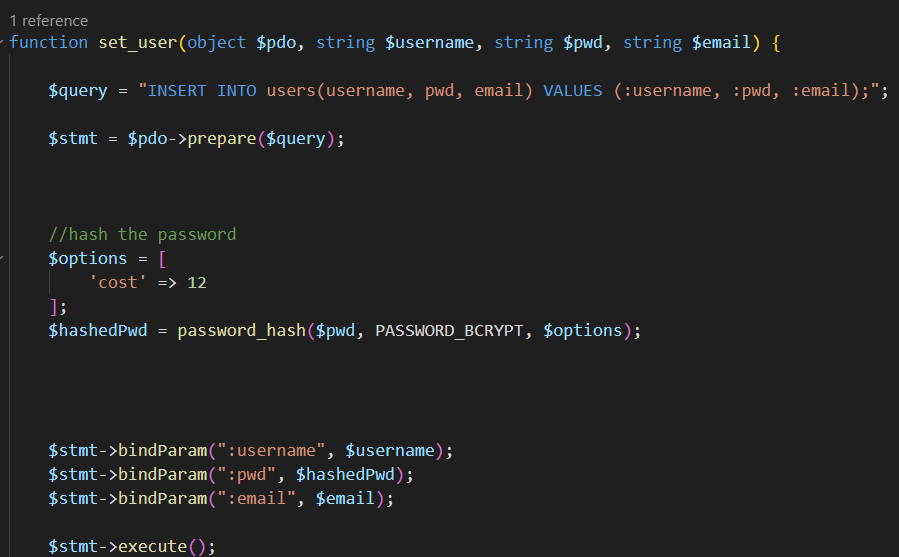 1 reference
function set_user(object $pdo, string $username, string $pwd, string $email) {
$query = "INSERT INTO users(username, pwd, email) VALUES (:username, :pwd, :email);";
$stmt = $pdo->prepare($query);
//hash the password
$options = [
'cost' => 12
];
$hashedPwd = password_hash($pwd, PASSWORD_BCRYPT, $options);
$stmt->bindParam(":username", $username);
$stmt->bindParam(":pwd", $hashedPwd);
$stmt->bindParam(":email", $email);
$stmt->execute();